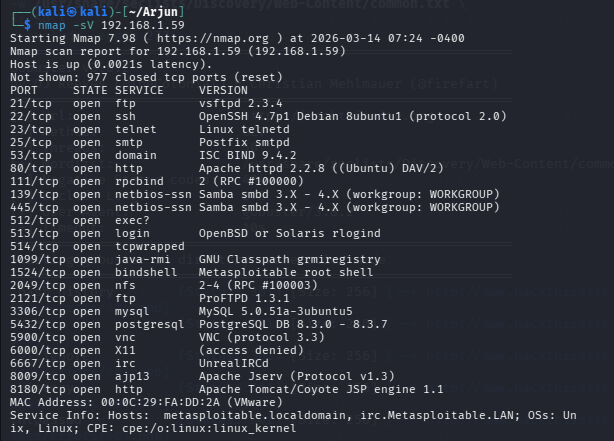 ┌──(kali㉿kali)-[~/Arjun]
└─$ nmap -sV 192.168.1.59
Starting Nmap 7.98 ( https://nmap.org ) at 2026-03-14 07:24 -0400
Nmap scan report for 192.168.1.59 (192.168.1.59)
Host is up (0.0021s latency).
Not shown: 977 closed tcp ports (reset)
PORT     STATE SERVICE     VERSION
21/tcp   open  ftp         vsftpd 2.3.4
22/tcp   open  ssh         OpenSSH 4.7p1 Debian 8ubuntu1 (protocol 2.0)
23/tcp   open  telnet      Linux telnetd
25/tcp   open  smtp        Postfix smtpd
53/tcp   open  domain      ISC BIND 9.4.2
80/tcp   open  http        Apache httpd 2.2.8 ((Ubuntu) DAV/2)
111/tcp  open  rpcbind     2 (RPC #100000)
139/tcp  open  netbios-ssn Samba smbd 3.X - 4.X (workgroup: WORKGROUP)
445/tcp  open  netbios-ssn Samba smbd 3.X - 4.X (workgroup: WORKGROUP)
512/tcp  open  exec?
513/tcp  open  login       OpenBSD or Solaris rlogind
514/tcp  open  tcpwrapped
1099/tcp open  java-rmi    GNU Classpath grmiregistry
1524/tcp open  bindshell   Metasploitable root shell
2049/tcp open  nfs         2-4 (RPC #100003)
2121/tcp open  ftp         ProFTPD 1.3.1
3306/tcp open  mysql       MySQL 5.0.51a-3ubuntu5
5432/tcp open  postgresql  PostgreSQL DB 8.3.0 - 8.3.7
5900/tcp open  vnc         VNC (protocol 3.3)
6000/tcp open  X11         (access denied)
6667/tcp open  irc         UnrealIRCd
8009/tcp open  ajp13       Apache Jserv (Protocol v1.3)
8180/tcp open  http        Apache Tomcat/Coyote JSP engine 1.1
MAC Address: 00:0C:29:FA:DD:2A (VMware)
Service Info: Hosts:  metasploitable.localdomain, irc.Metasploitable.LAN; OSs: Un
ix, Linux; CPE: cpe:/o:linux:linux_kernel